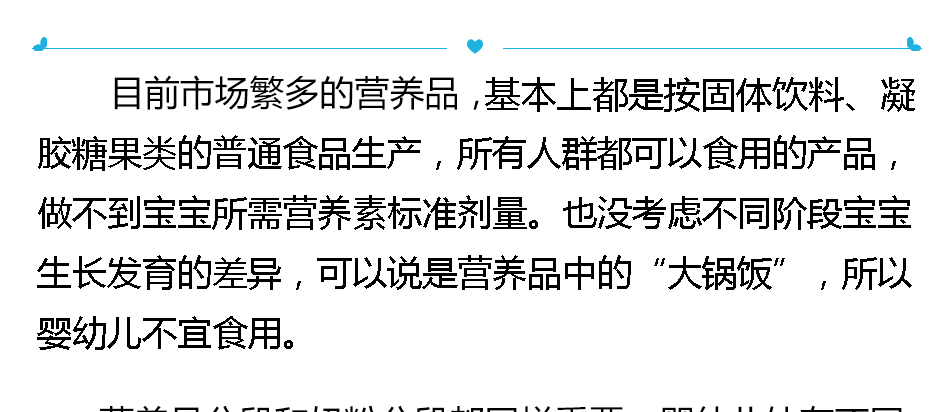 目前市场繁多的营养品，基本上都是按固体饮料、凝
胶糖果类的普通食品生产，所有人群都可以食用的产品，
做不到宝宝所需营养素标准剂量。也没考虑不同阶段宝宝
生长发育的差异，可以说是营养品中的“大锅饭”，所以
婴幼儿不宜食用。